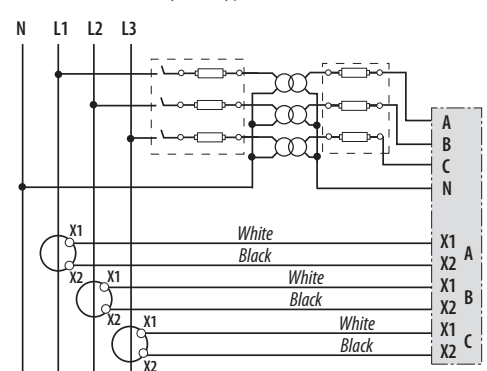 N L1 L2 L3
A
B
C
N
X1 White X1
Black X2 A
X2 X1 White X1
Black X2 B
X2 X1 White X1
Black X2 C
X2